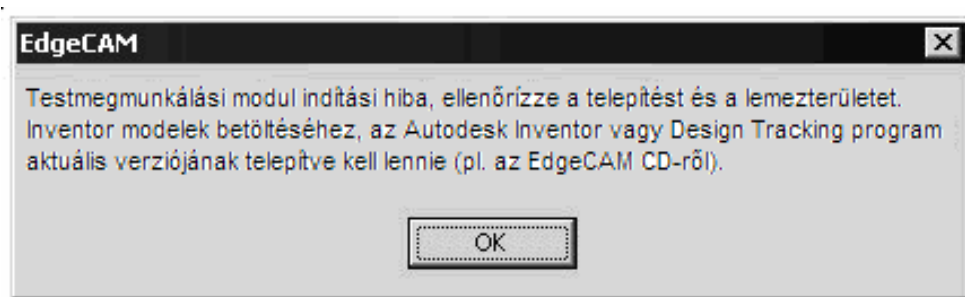 EdgeCAM
Testmegmunkálási modul indítási hiba, ellenőrízze a telepítést és a lemezterületet.
Inventor modelek betöltéséhez, az Autodesk Inventor vagy Design Tracking program
aktuális verziójának telepítve kell lennie (pl. az EdgeCAM CD-ről).
OK